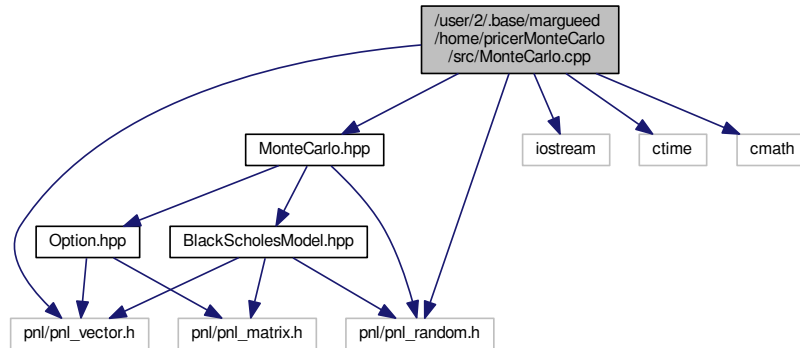 /user/2/.base/margueed
/home/pricerMonteCarlo
/src/MonteCarlo.cpp
MonteCarlo.hpp
iostream
ctime
cmath
Option.hpp
BlackScholesModel.hpp
pnl/pnl_vector.h
pnl/pnl_matrix.h
pnl/pnl_random.h